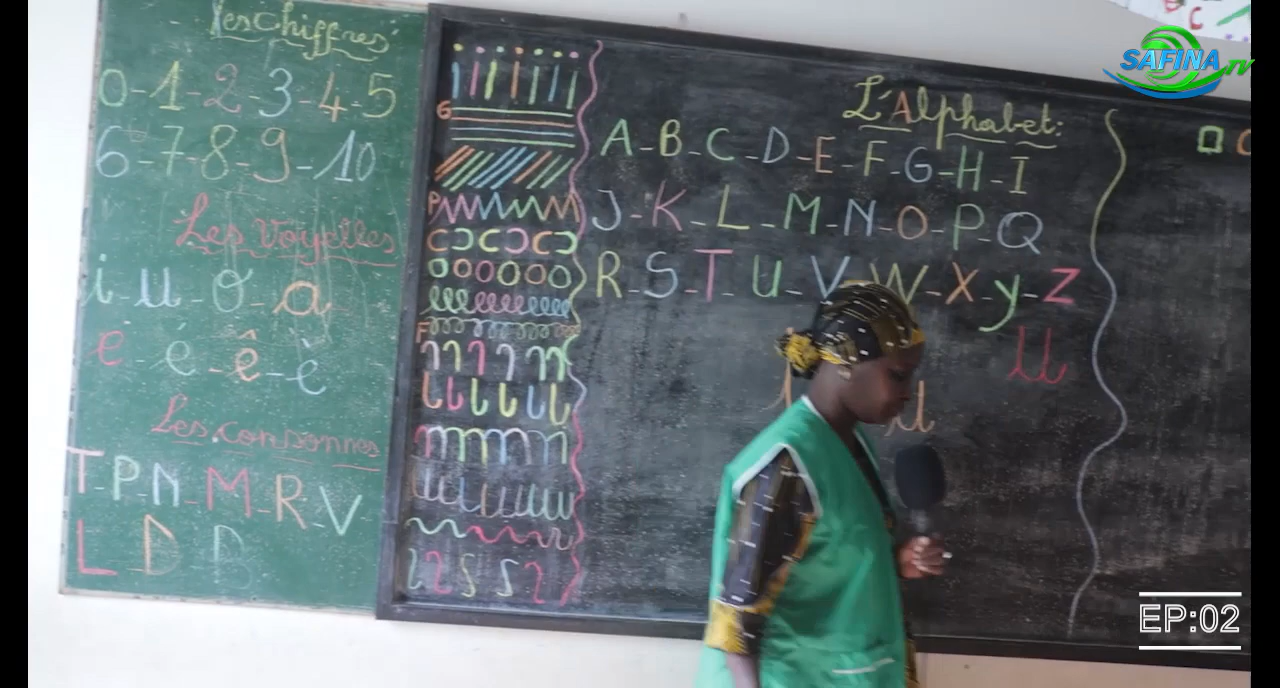 Les chiffres
0-1-2-3-4-5
6-7-8-9-10
Les Voyelles
i-u-o-a
e é-ê-è
Les consonnes
T-P-N-M-R-V
L D B
G
P
F
L'Alphabet:
A-B-C-D-E-F-G-H-I
J-K-L-M-N-O-P-Q
R-S-T-U-V-W-X-y-Z
u
u
SAFINA TV
EP:02